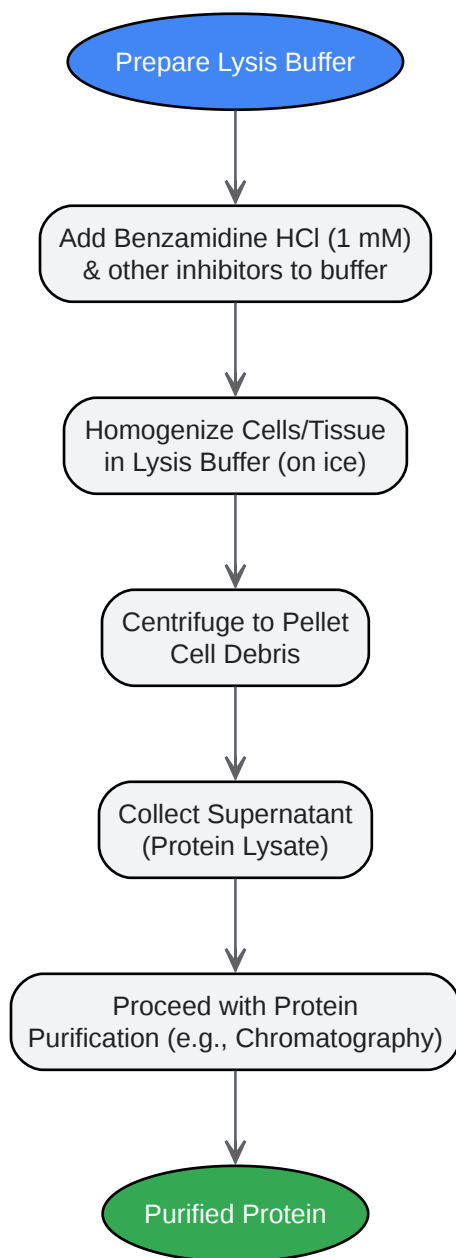 Prepare Lysis Buffer
Add Benzamidine HCl (1 mM)
& other inhibitors to buffer
Homogenize Cells/Tissue
in Lysis Buffer (on ice)
Centrifuge to Pellet
Cell Debris
Collect Supernatant
(Protein Lysate)
Proceed with Protein
Purification (e.g., Chromatography)
Purified Protein